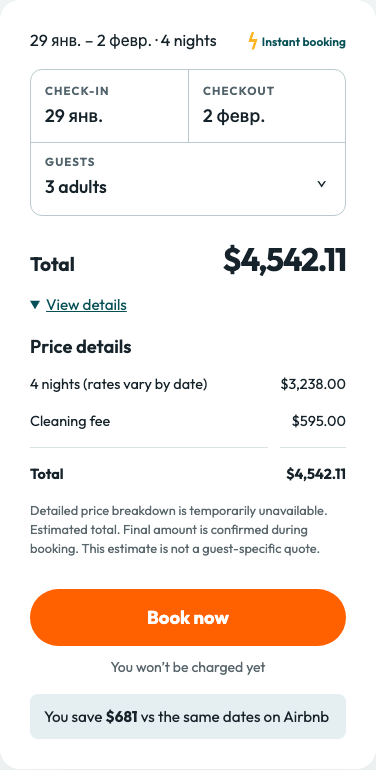 29 янв. – 2 февр. · 4 nights
Instant booking
CHECK-IN
29 янв.
CHECKOUT
2 февр.
GUESTS
3 adults
Total
$4,542.11
▼ View details
Price details
4 nights (rates vary by date) $3,238.00
Cleaning fee $595.00
Total $4,542.11
Detailed price breakdown is temporarily unavailable.
Estimated total. Final amount is confirmed during
booking. This estimate is not a guest-specific quote.
Book now
You won't be charged yet
You save $681 vs the same dates on Airbnb